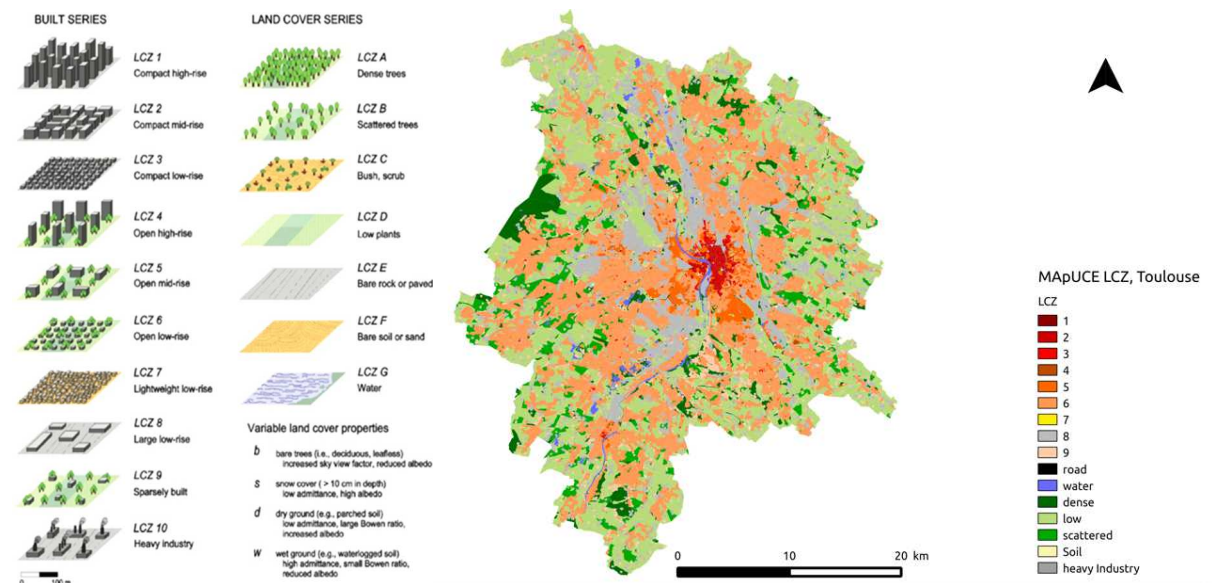 BUILT SERIES
LCZ 1
Compact high-rise
LCZ 2
Compact mid-rise
LCZ 3
Compact low-rise
LCZ 4
Open high-rise
LCZ 5
Open mid-rise
LCZ 6
Open low-rise
LCZ 7
Lightweight low-rise
LCZ 8
Large low-rise
LCZ 9
Sparsely built
LCZ 10
Heavy industry
0 100 m
LAND COVER SERIES
LCZ A
Dense trees
LCZ B
Scattered trees
LCZ C
Bush, scrub
LCZ D
Low plants
LCZ E
Bare rock or paved
LCZ F
Bare soil or sand
LCZ G
Water
Variable land cover properties
b bare trees (i.e., deciduous, leafless)
increased sky view factor, reduced albedo
s snow cover ( > 10 cm in depth)
low admittance, high albedo
d dry ground (e.g., parched soil)
low admittance, large Bowen ratio,
increased albedo
w wet ground (e.g., waterlogged soil)
high admittance, small Bowen ratio,
reduced albedo
0 10 20 km
MApUCE LCZ, Toulouse
LCZ
1
2
3
4
5
6
7
8
9
road
water
dense
low
scattered
Soil
heavy Industry